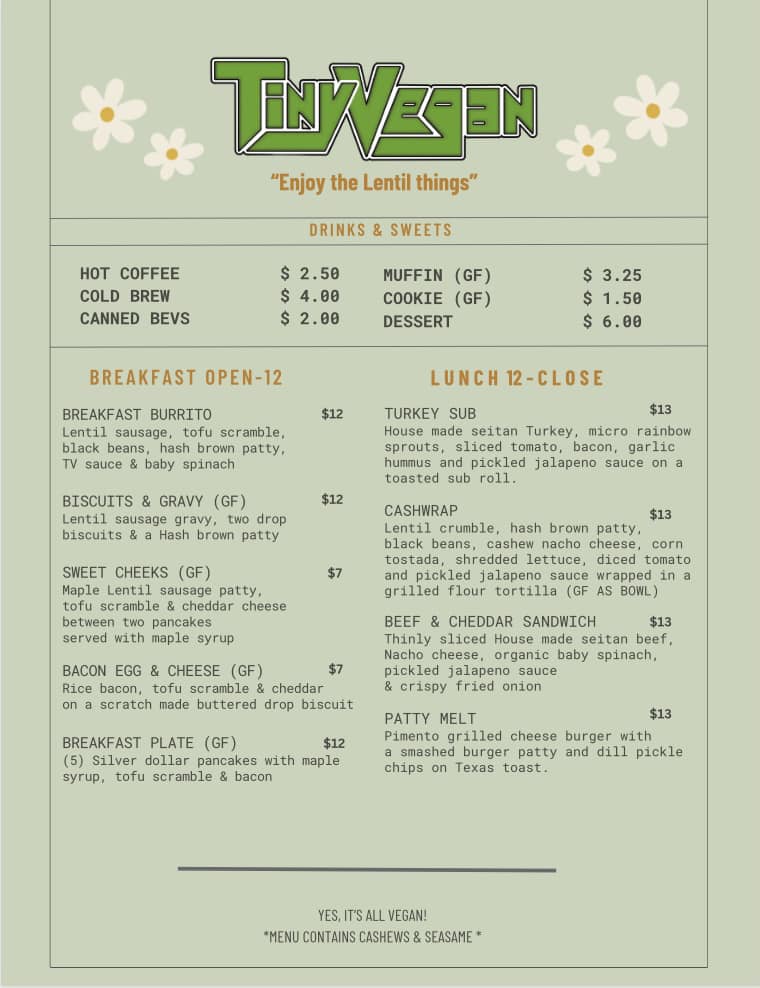 TinyVegan
“Enjoy the Lentil things”
DRINKS & SWEETS
HOT COFFEE $ 2.50
COLD BREW $ 4.00
CANNED BEVS $ 2.00
MUFFIN (GF) $ 3.25
COOKIE (GF) $ 1.50
DESSERT $ 6.00
BREAKFAST OPEN-12
BREAKFAST BURRITO $12
Lentil sausage, tofu scramble,
black beans, hash brown patty,
TV sauce & baby spinach
BISCUITS & GRAVY (GF) $12
Lentil sausage gravy, two drop
biscuits & a Hash brown patty
SWEET CHEEKS (GF) $7
Maple Lentil sausage patty,
tofu scramble & cheddar cheese
between two pancakes
served with maple syrup
BACON EGG & CHEESE (GF) $7
Rice bacon, tofu scramble & cheddar
on a scratch made buttered drop biscuit
BREAKFAST PLATE (GF) $12
(5) Silver dollar pancakes with maple
syrup, tofu scramble & bacon
LUNCH 12-CLOSE
TURKEY SUB $13
House made seitan Turkey, micro rainbow
sprouts, sliced tomato, bacon, garlic
hummus and pickled jalapeno sauce on a
toasted sub roll.
CASHWRAP $13
Lentil crumble, hash brown patty,
black beans, cashew nacho cheese, corn
tostada, shredded lettuce, diced tomato
and pickled jalapeno sauce wrapped in a
grilled flour tortilla (GF AS BOWL)
BEEF & CHEDDAR SANDWICH $13
Thinly sliced House made seitan beef,
Nacho cheese, organic baby spinach,
pickled jalapeno sauce
& crispy fried onion
PATTY MELT $13
Pimento grilled cheese burger with
a smashed burger patty and dill pickle
chips on Texas toast.
YES, IT'S ALL VEGAN!
*MENU CONTAINS CASHEWS & SEASAME *